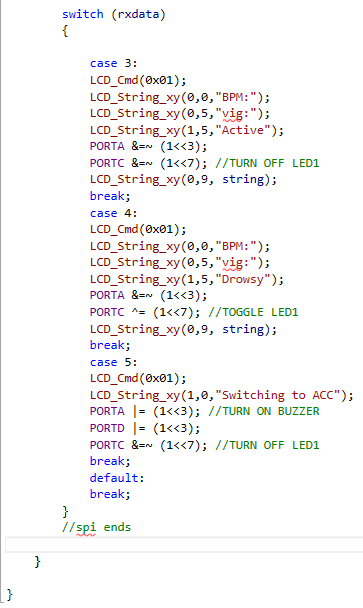 switch (rxdata)
{
case 3:
LCD_Cmd(0x01);
LCD_String_xy(0,0,"BPM:");
LCD_String_xy(0,5,"vig:");
LCD_String_xy(1,5,"Active");
PORTA &=~ (1<<3);
PORTC &=~ (1<<7); //TURN OFF LED1
LCD_String_xy(0,9, string);
break;
case 4:
LCD_Cmd(0x01);
LCD_String_xy(0,0,"BPM:");
LCD_String_xy(0,5,"vig:");
LCD_String_xy(1,5,"Drowsy");
PORTA &=~ (1<<3);
PORTC ^= (1<<7); //TOGGLE LED1
LCD_String_xy(0,9, string);
break;
case 5:
LCD_Cmd(0x01);
LCD_String_xy(1,0,"Switching to ACC");
PORTA |= (1<<3); //TURN ON BUZZER
PORTD |= (1<<3);
PORTC &=~ (1<<7); //TURN OFF LED1
break;
default:
break;
}
//spi ends
}
}